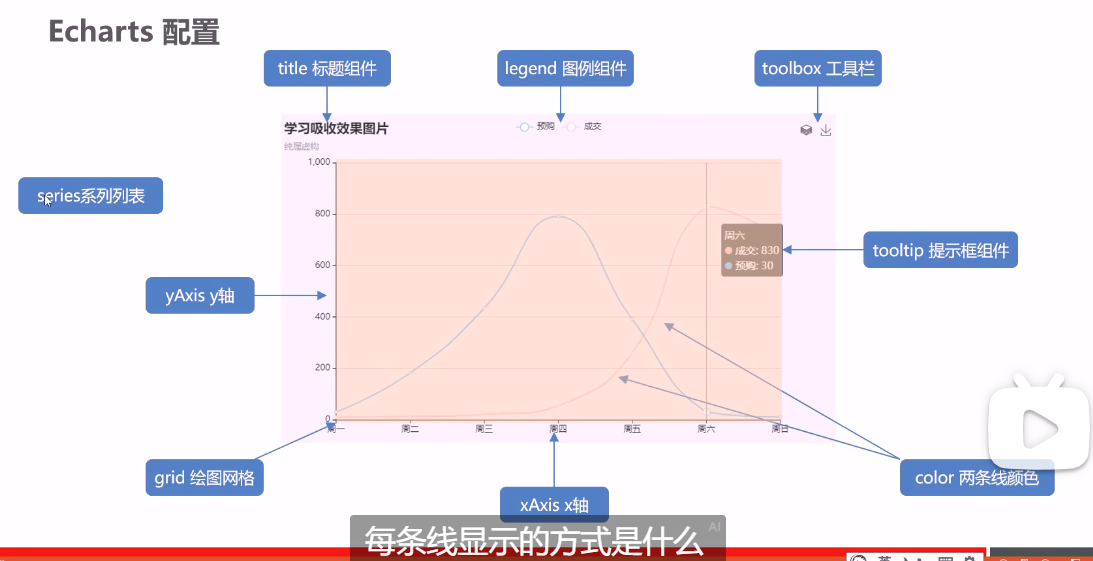 Echarts 配置
title 标题组件
legend 图例组件
toolbox 工具栏
学习吸收效果图片
预购
成交
纯属虚构
series系列列表
1,000
800
600
400
200
0
周六
成交: 830
预购: 30
tooltip 提示框组件
yAxis y轴
周一
周二
周三
周四
周五
周六
周日
grid 绘图网格
xAxis x轴
color 两条线颜色
AI
每条线显示的方式是什么
英